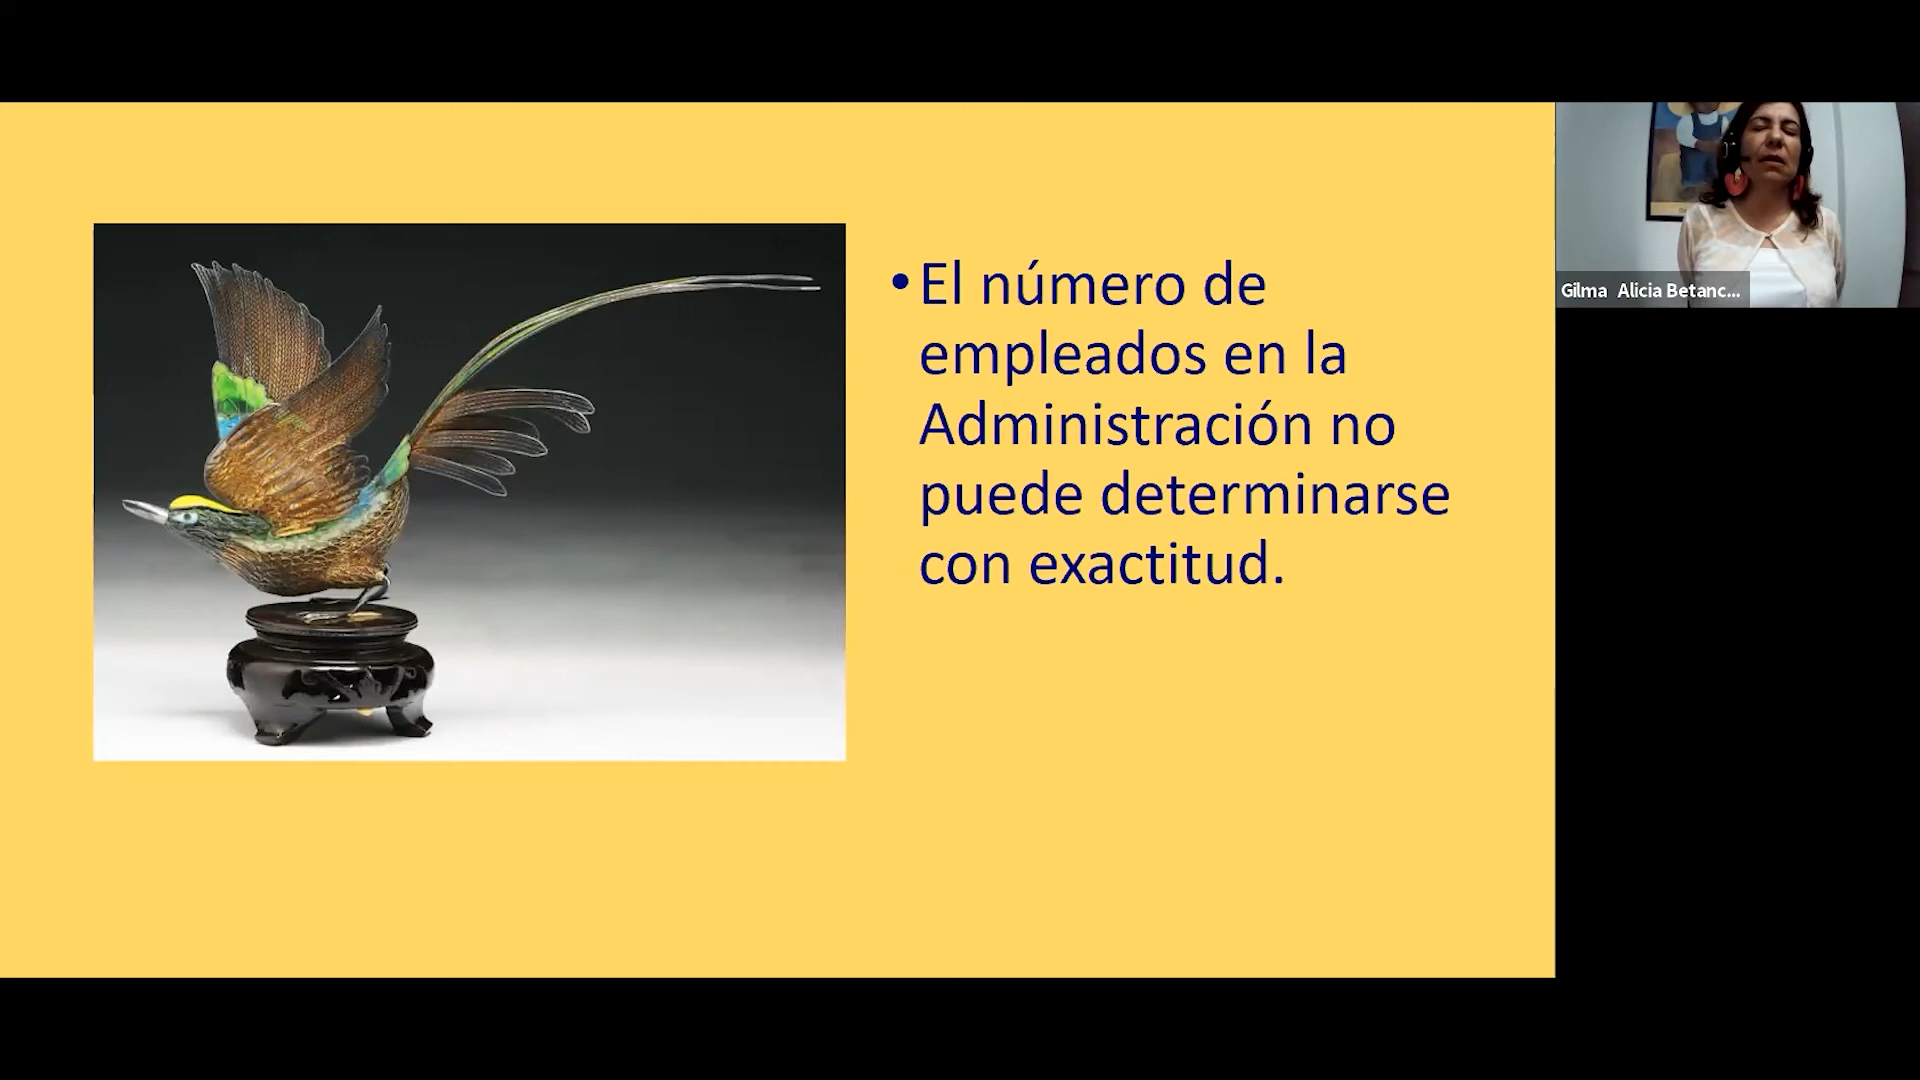 • El número de
empleados en la
Administración no
puede determinarse
con exactitud.
Gilma Alicia Betanc...